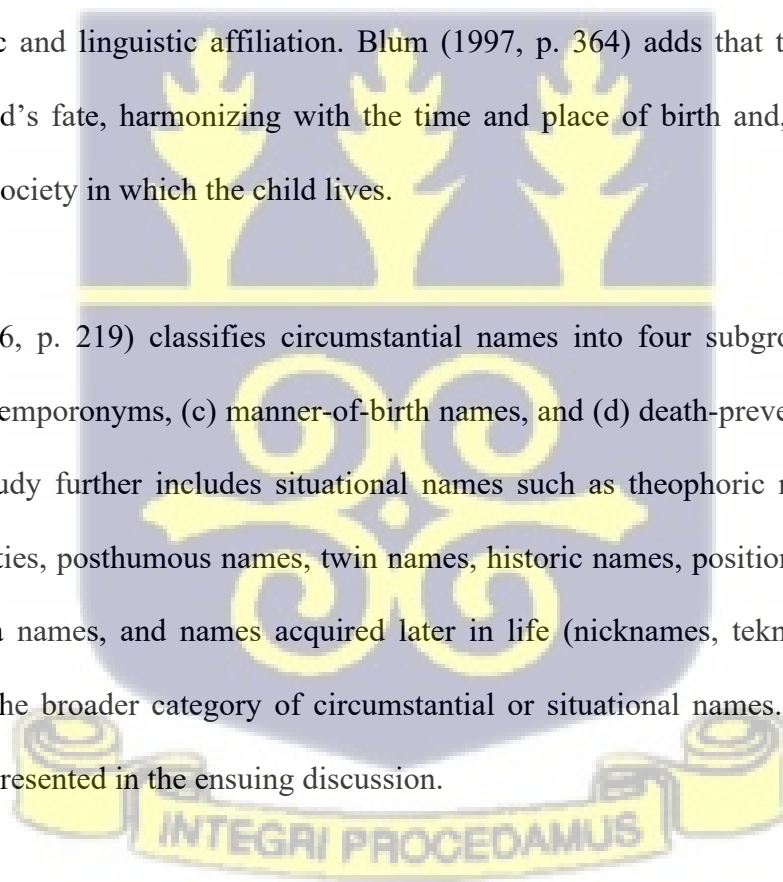 c and linguistic affiliation. Blum (1997, p. 364) adds that t
d’s fate, harmonizing with the time and place of birth and,
ociety in which the child lives.
6, p. 219) classifies circumstantial names into four subgro
emporonyms, (c) manner-of-birth names, and (d) death-preve
udy further includes situational names such as theophoric
ties, posthumous names, twin names, historic names, position
names, and names acquired later in life (nicknames, tekn
he broader category of circumstantial or situational names.
resented in the ensuing discussion.
INTEGRI PROCEDAMUS